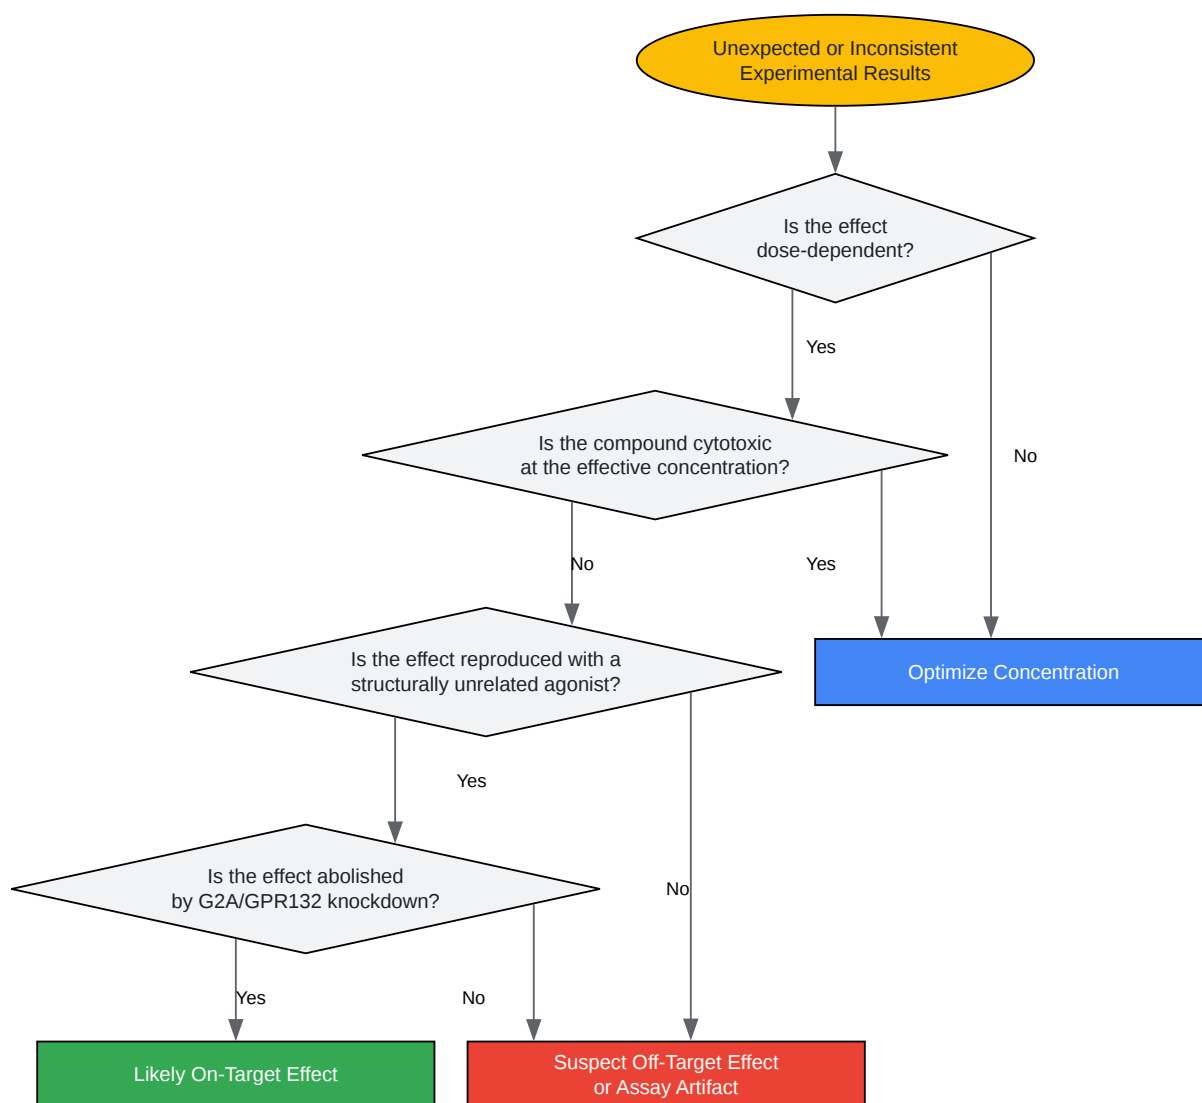 Unexpected or Inconsistent
Experimental Results
Is the effect
dose-dependent?
Yes
No
Is the compound cytotoxic
at the effective concentration?
No
Yes
Is the effect reproduced with a
structurally unrelated agonist?
Optimize Concentration
Yes
No
Is the effect abolished
by G2A/GPR132 knockdown?
Yes
No
Likely On-Target Effect
Suspect Off-Target Effect
or Assay Artifact